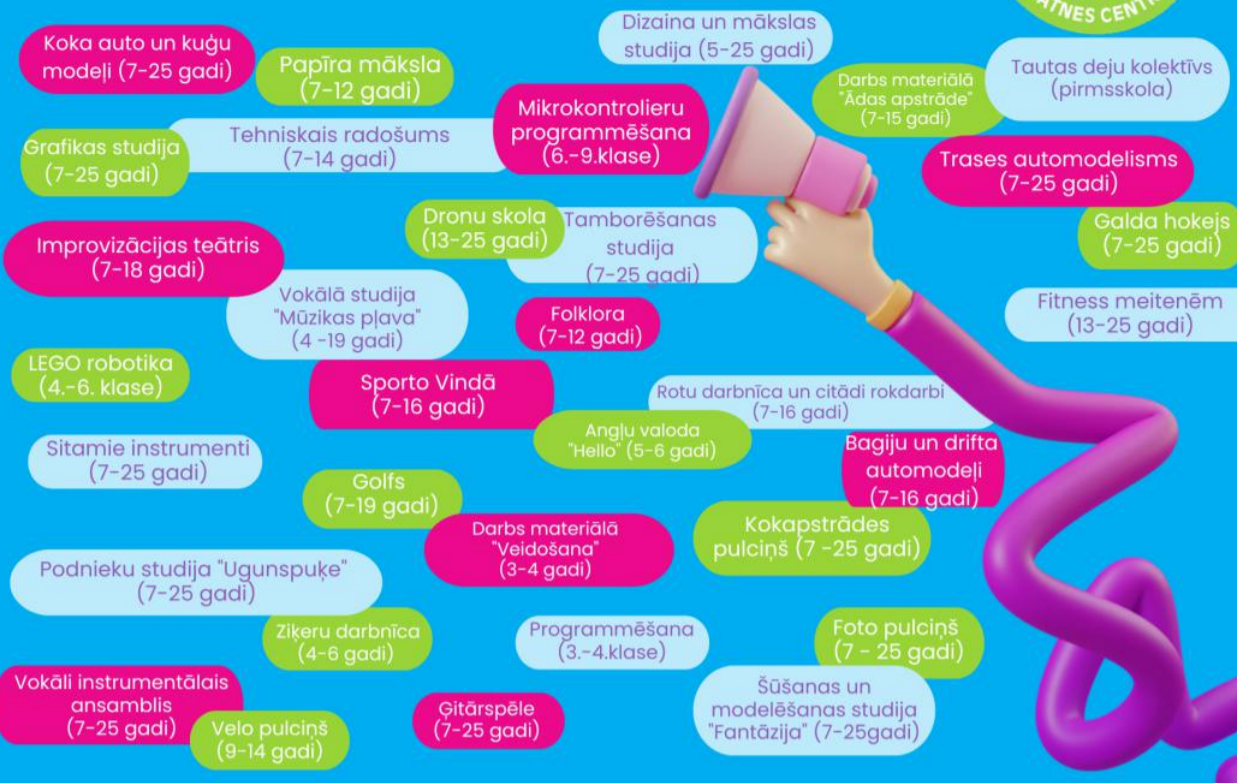 ATNES CENTR
Dizaina un mākslas
studija (5-25 gadi)
Koka auto un kuģu
modeļi (7-25 gadi)
Papīra māksla
(7-12 gadi)
Mikrokontrolieru
programmēšana
(6.-9.klase)
Darbs materiālā
"Ādas apstrāde"
(7-15 gadi)
Tautas deju kolektīvs
(pirmsskola)
Grafikas studija
(7-25 gadi)
Tehniskais radošums
(7-14 gadi)
Trases automodelisms
(7-25 gadi)
Improvizācijas teātris
(7-18 gadi)
Dronu skola
(13-25 gadi)
Tamborēšanas
studija
(7-25 gadi)
Galda hokejs
(7-25 gadi)
Vokālā studija
"Mūzikas pļava"
(4 -19 gadi)
Folklora
(7-12 gadi)
Fitness meitenēm
(13-25 gadi)
LEGO robotika
(4.-6. klase)
Sporto Vindā
(7-16 gadi)
Rotu darbnīca un citādi rokdarbi
(7-16 gadi)
Angļu valoda
"Hello" (5-6 gadi)
Bagiju un drifta
automodeļi
(7-16 gadi)
Sitamie instrumenti
(7-25 gadi)
Golfs
(7-19 gadi)
Darbs materiālā
"Veidošana"
(3-4 gadi)
Kokapstrādes
pulciņš (7 -25 gadi)
Podnieku studija "Ugunspuķe"
(7-25 gadi)
Ziķeru darbnīca
(4-6 gadi)
Programmēšana
(3.-4.klase)
Foto pulciņš
(7 - 25 gadi)
Vokāli instrumentālais
ansamblis
(7-25 gadi)
Velo pulciņš
(9-14 gadi)
Ģitārspēle
(7-25 gadi)
Šūšanas un
modelēšanas studija
"Fantāzija" (7-25gadi)